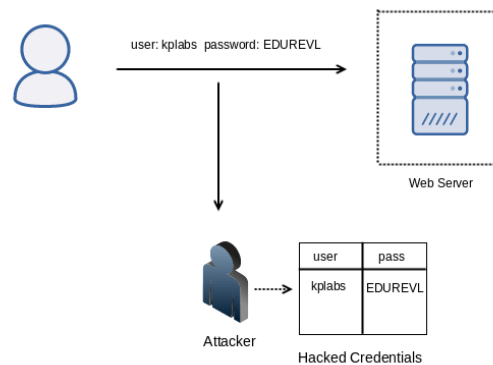 user: kplabs password: EDUREVL
Web Server
user pass
kplabs EDUREVL
Attacker
Hacked Credentials